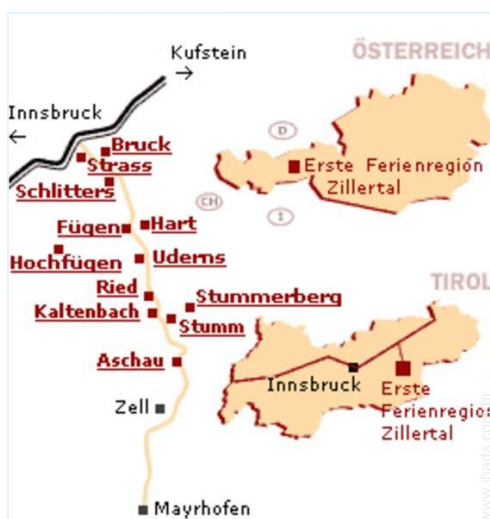 Kufstein
→
ÖSTERREICH
Innsbruck
←
Bruck
Strass
Schlitters
D
Erste Ferienregion
Zillertal
CH
I
Fügen
Hart
Hochfügen
Uderns
Ried
Kaltenbach
Stummerberg
Stumm
TIROL
Aschau
Innsbruck
Erste
Ferienregio
Zillertal
Zell
Mayrhofen